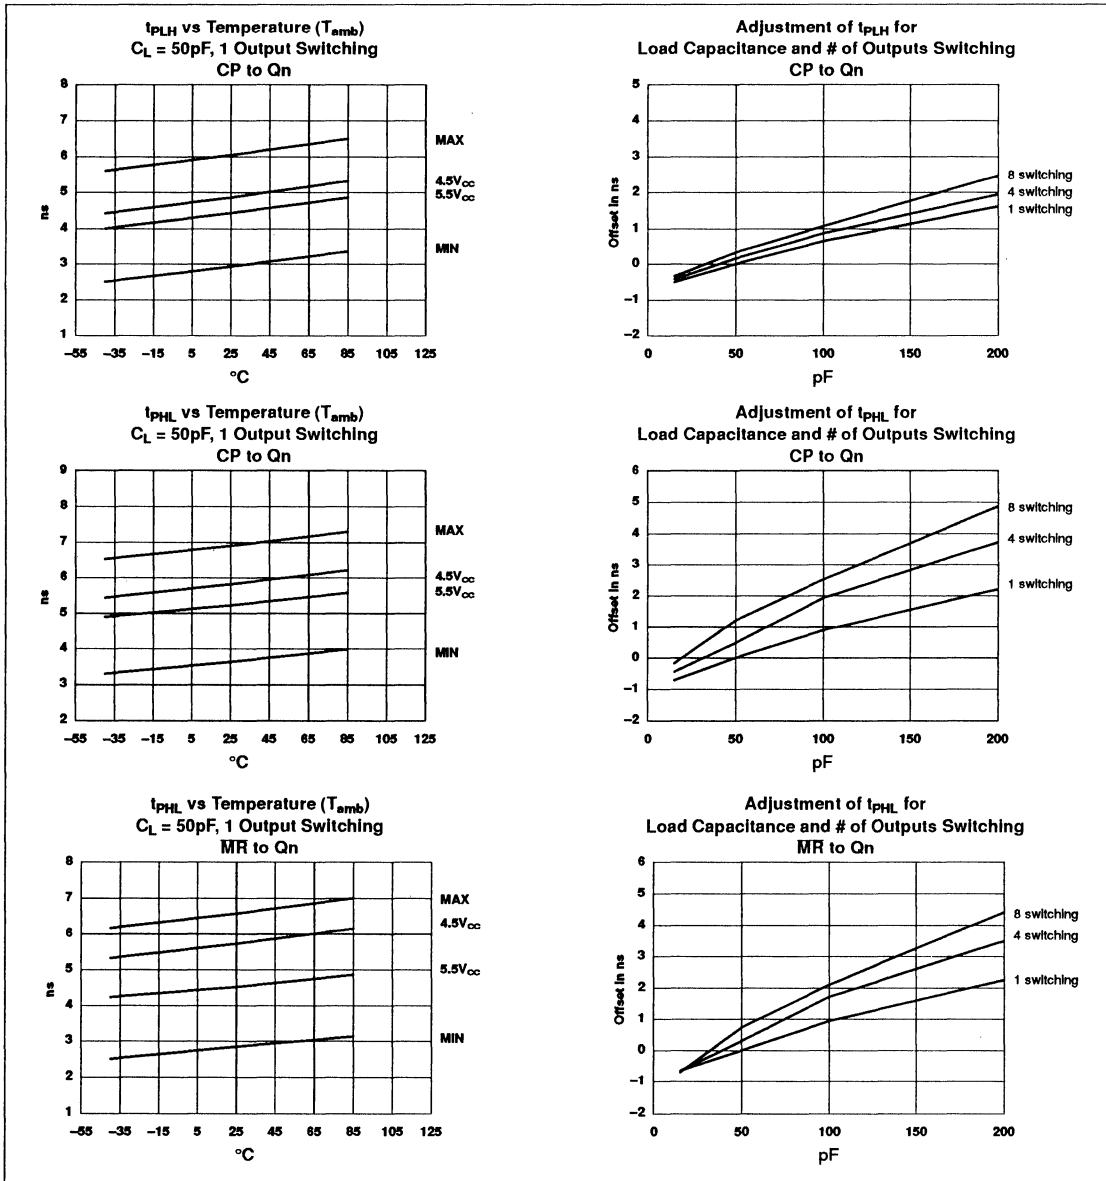 tPLH vs Temperature (Tamb)
CL = 50pF, 1 Output Switching
CP to Qn
8
7
6
5
4
3
2
1
ns
MAX
4.5Vcc
5.5Vcc
MIN
–55 –35 –15 5 25 45 65 85 105 125
°C
Adjustment of tPLH for
Load Capacitance and # of Outputs Switching
CP to Qn
5
4
3
2
1
0
–1
–2
Offset in ns
8 switching
4 switching
1 switching
0 50 100 150 200
pF
tPHL vs Temperature (Tamb)
CL = 50pF, 1 Output Switching
CP to Qn
9
8
7
6
5
4
3
2
ns
MAX
4.5Vcc
5.5Vcc
MIN
–55 –35 –15 5 25 45 65 85 105 125
°C
Adjustment of tPHL for
Load Capacitance and # of Outputs Switching
CP to Qn
6
5
4
3
2
1
0
–1
–2
Offset in ns
8 switching
4 switching
1 switching
0 50 100 150 200
pF
tPHL vs Temperature (Tamb)
CL = 50pF, 1 Output Switching
M̅R̅ to Qn
8
7
6
5
4
3
2
1
ns
MAX
4.5Vcc
5.5Vcc
MIN
–55 –35 –15 5 25 45 65 85 105 125
°C
Adjustment of tPHL for
Load Capacitance and # of Outputs Switching
M̅R̅ to Qn
6
5
4
3
2
1
0
–1
–2
Offset in ns
8 switching
4 switching
1 switching
0 50 100 150 200
pF